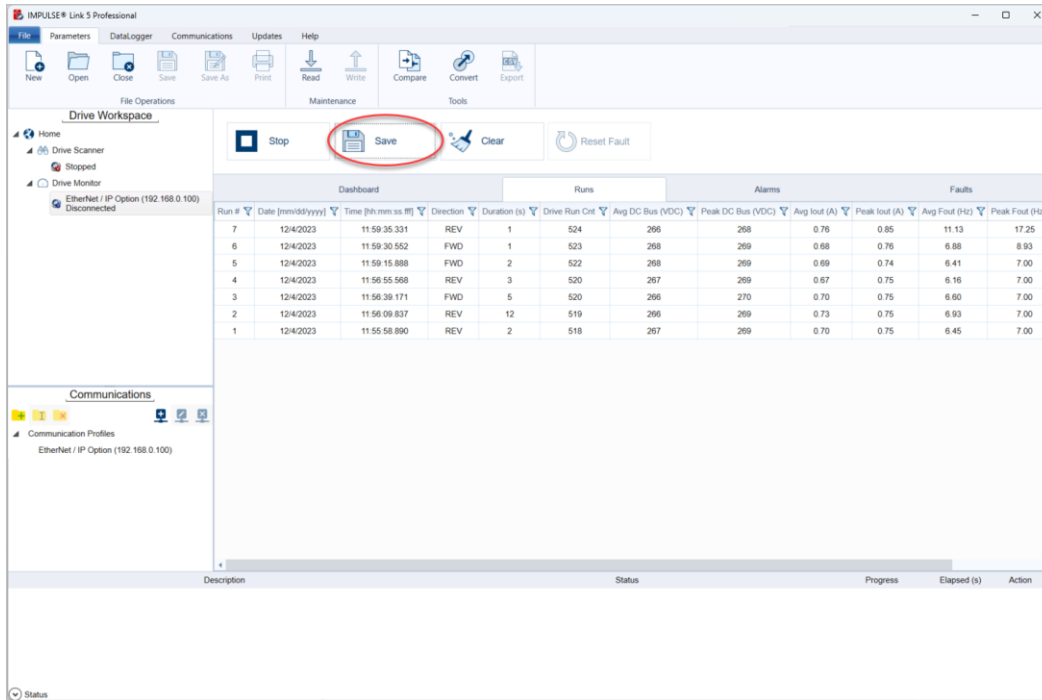 IMPULSE® Link 5 Professional
File Parameters DataLogger Communications Updates Help
New Open Close Save Save As Print Read Write Compare Convert Export
File Operations Maintenance Tools
Drive Workspace
Home
Drive Scanner
Stopped
Drive Monitor
EtherNet / IP Option (192.168.0.100)
Disconnected
Stop Save Clear Reset Fault
Dashboard Runs Alarms Faults
Run # Date [mm/dd/yyyy] Time [hh:mm:ss.fff] Direction Duration (s) Drive Run Cnt Avg DC Bus (VDC) Peak DC Bus (VDC) Avg Iout (A) Peak Iout (A) Avg Fout (Hz) Peak Fout (Hz
7 12/4/2023 11:59:35.331 REV 1 524 266 268 0.76 0.85 11.13 17.25
6 12/4/2023 11:59:30.552 FWD 1 523 268 269 0.68 0.76 6.88 8.93
5 12/4/2023 11:59:15.888 FWD 2 522 268 269 0.69 0.74 6.41 7.00
4 12/4/2023 11:56:55.568 REV 3 520 267 269 0.67 0.75 6.16 7.00
3 12/4/2023 11:56:39.171 FWD 5 520 266 270 0.70 0.75 6.60 7.00
2 12/4/2023 11:56:09.837 REV 12 519 266 269 0.73 0.75 6.93 7.00
1 12/4/2023 11:55:58.890 REV 2 518 267 269 0.70 0.75 6.45 7.00
Communications
Communication Profiles
EtherNet / IP Option (192.168.0.100)
Description Status Progress Elapsed (s) Action
Status